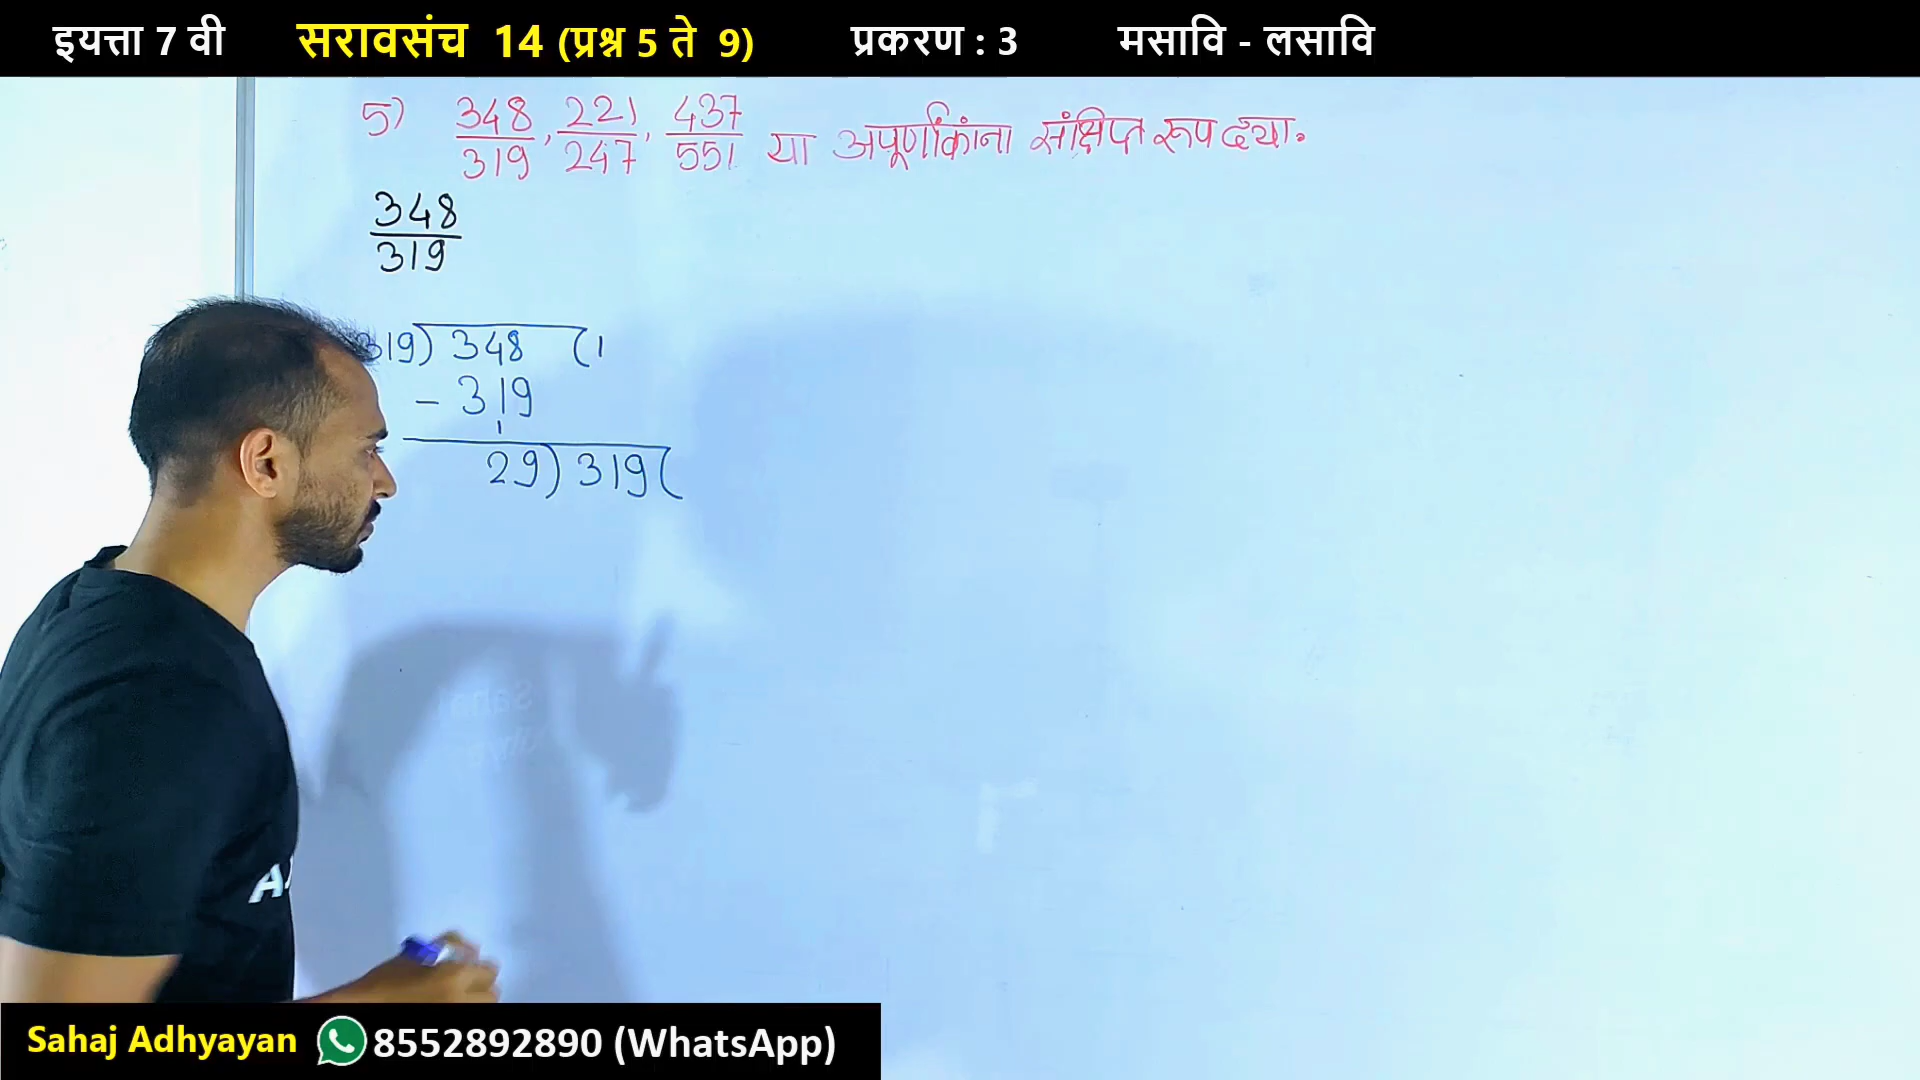 इयत्ता 7 वी सरावसंच 14 (प्रश्न 5 ते 9) प्रकरण : 3 मसावि - लसावि
5) 348/319, 221/247, 437/551 या अपूर्णांकांना संक्षिप्त रूप द्या.
348
319
319) 348 (1
- 319
1
29) 319 (
Sahaj Adhyayan 8552892890 (WhatsApp)